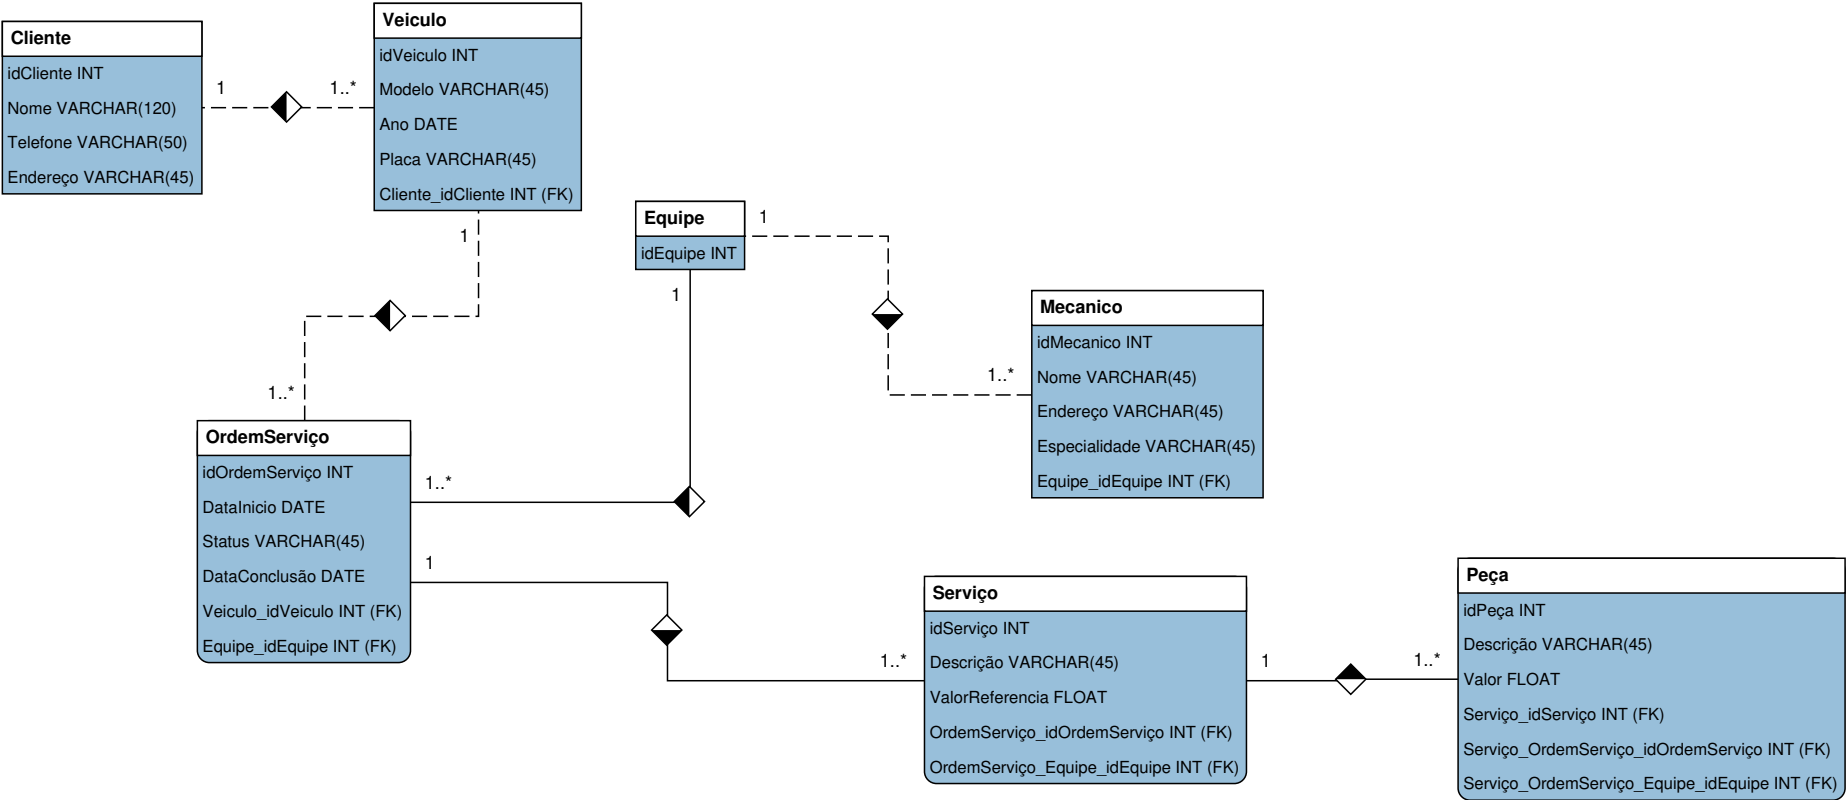 Cliente
idCliente INT
Nome VARCHAR(120)
Telefone VARCHAR(50)
Endereço VARCHAR(45)
1
1..*
Veiculo
idVeiculo INT
Modelo VARCHAR(45)
Ano DATE
Placa VARCHAR(45)
Cliente_idCliente INT (FK)
1
1..*
Equipe
idEquipe INT
1
1
1..*
Mecanico
idMecanico INT
Nome VARCHAR(45)
Endereço VARCHAR(45)
Especialidade VARCHAR(45)
Equipe_idEquipe INT (FK)
OrdemServiço
idOrdemServiço INT
DataInicio DATE
Status VARCHAR(45)
DataConclusão DATE
Veiculo_idVeiculo INT (FK)
Equipe_idEquipe INT (FK)
1..*
1
1..*
Serviço
idServiço INT
Descrição VARCHAR(45)
ValorReferencia FLOAT
OrdemServiço_idOrdemServiço INT (FK)
OrdemServiço_Equipe_idEquipe INT (FK)
1
1..*
Peça
idPeça INT
Descrição VARCHAR(45)
Valor FLOAT
Serviço_idServiço INT (FK)
Serviço_OrdemServiço_idOrdemServiço INT (FK)
Serviço_OrdemServiço_Equipe_idEquipe INT (FK)